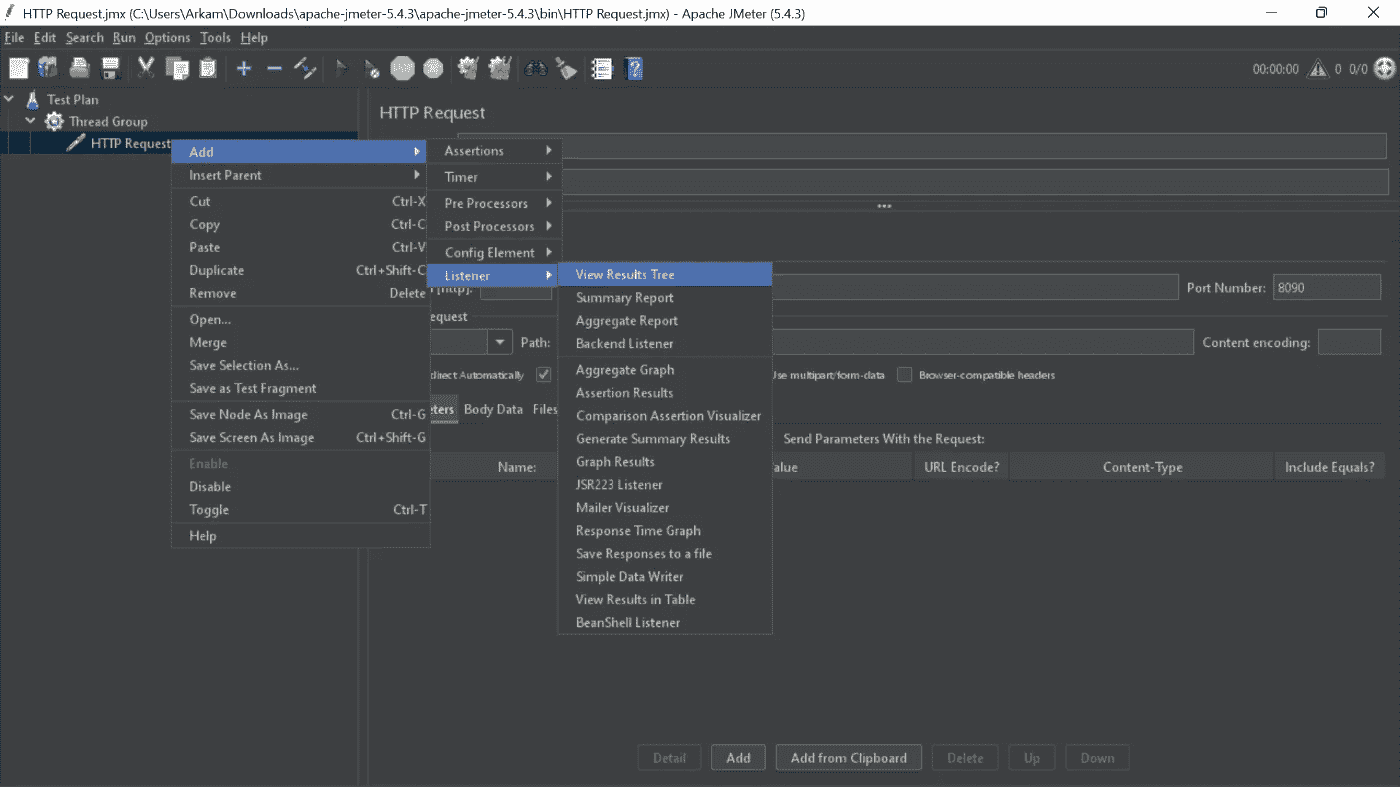 HTTP Request.jmx (C:\Users\Arkam\Downloads\apache-jmeter-5.4.3\apache-jmeter-5.4.3\bin\HTTP Request.jmx) - Apache JMeter (5.4.3)
File Edit Search Run Options Tools Help
00:00:00 0 0/0
Test Plan
Thread Group
HTTP Request
HTTP Request
Add
Insert Parent
Cut Ctrl-X
Copy Ctrl-C
Paste Ctrl-V
Duplicate Ctrl+Shift-C
Remove Delete
Open...
Merge
Save Selection As...
Save as Test Fragment
Save Node As Image Ctrl-G
Save Screen As Image Ctrl+Shift-G
Enable
Disable
Toggle Ctrl-T
Help
Assertions
Timer
Pre Processors
Post Processors
Config Element
Listener
View Results Tree
Summary Report
Aggregate Report
Backend Listener
Aggregate Graph
Assertion Results
Comparison Assertion Visualizer
Generate Summary Results
Graph Results
JSR223 Listener
Mailer Visualizer
Response Time Graph
Save Responses to a file
Simple Data Writer
View Results in Table
BeanShell Listener
[http]: Port Number: 8090
equest
Path: Content encoding:
direct Automatically Use multipart/form-data Browser-compatible headers
eters Body Data Files
Send Parameters With the Request:
Name: alue URL Encode? Content-Type Include Equals?
Detail Add Add from Clipboard Delete Up Down